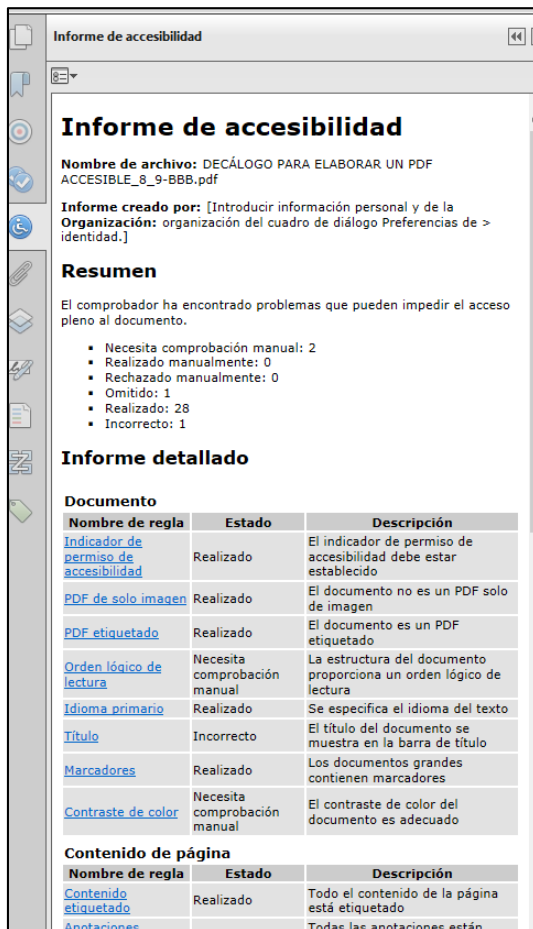 Informe de accesibilidad
Informe de accesibilidad
Nombre de archivo: DECÁLOGO PARA ELABORAR UN PDF
ACCESIBLE_8_9-BBB.pdf
Informe creado por: [Introducir información personal y de la
Organización: organización del cuadro de diálogo Preferencias de >
identidad.]
Resumen
El comprobador ha encontrado problemas que pueden impedir el acceso
pleno al documento.
▪ Necesita comprobación manual: 2
▪ Realizado manualmente: 0
▪ Rechazado manualmente: 0
▪ Omitido: 1
▪ Realizado: 28
▪ Incorrecto: 1
Informe detallado
Documento
Nombre de regla Estado Descripción
Indicador de
permiso de
accesibilidad
Realizado
El indicador de permiso de
accesibilidad debe estar
establecido
PDF de solo imagen
Realizado
El documento no es un PDF solo
de imagen
PDF etiquetado
Realizado
El documento es un PDF
etiquetado
Orden lógico de
lectura
Necesita
comprobación
manual
La estructura del documento
proporciona un orden lógico de
lectura
Idioma primario Realizado Se especifica el idioma del texto
Título
Incorrecto
El título del documento se
muestra en la barra de título
Marcadores
Realizado
Los documentos grandes
contienen marcadores
Contraste de color
Necesita
comprobación
manual
El contraste de color del
documento es adecuado
Contenido de página
Nombre de regla Estado Descripción
Contenido
etiquetado
Realizado
Todo el contenido de la página
está etiquetado
Anotaciones
Todas las anotaciones están